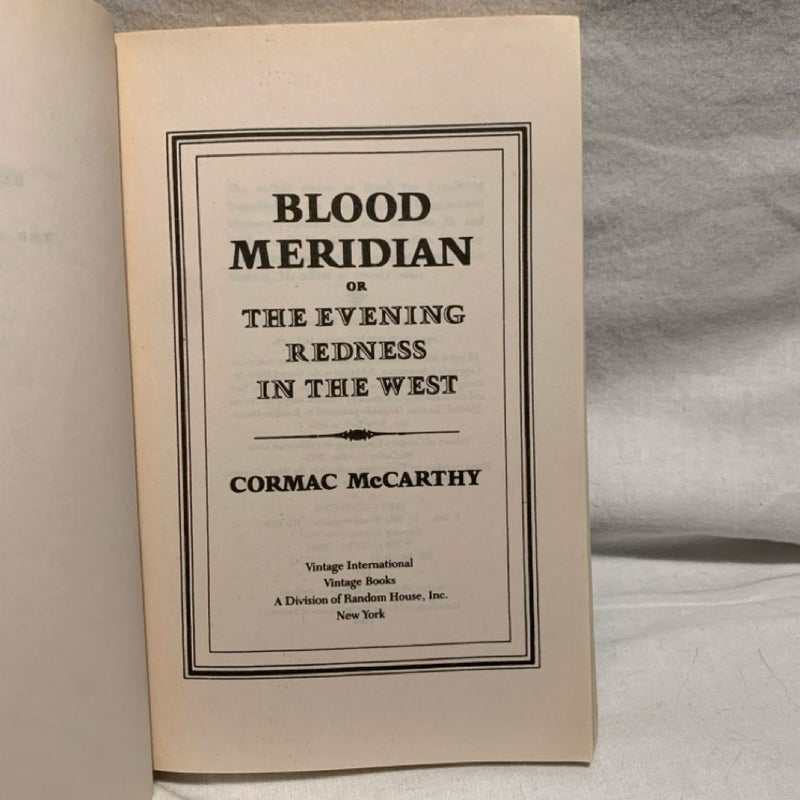 BLOOD
MERIDIAN
OR
THE EVENING
REDNESS
IN THE WEST
CORMAC McCARTHY
Vintage International
Vintage Books
A Division of Random House, Inc.
New York